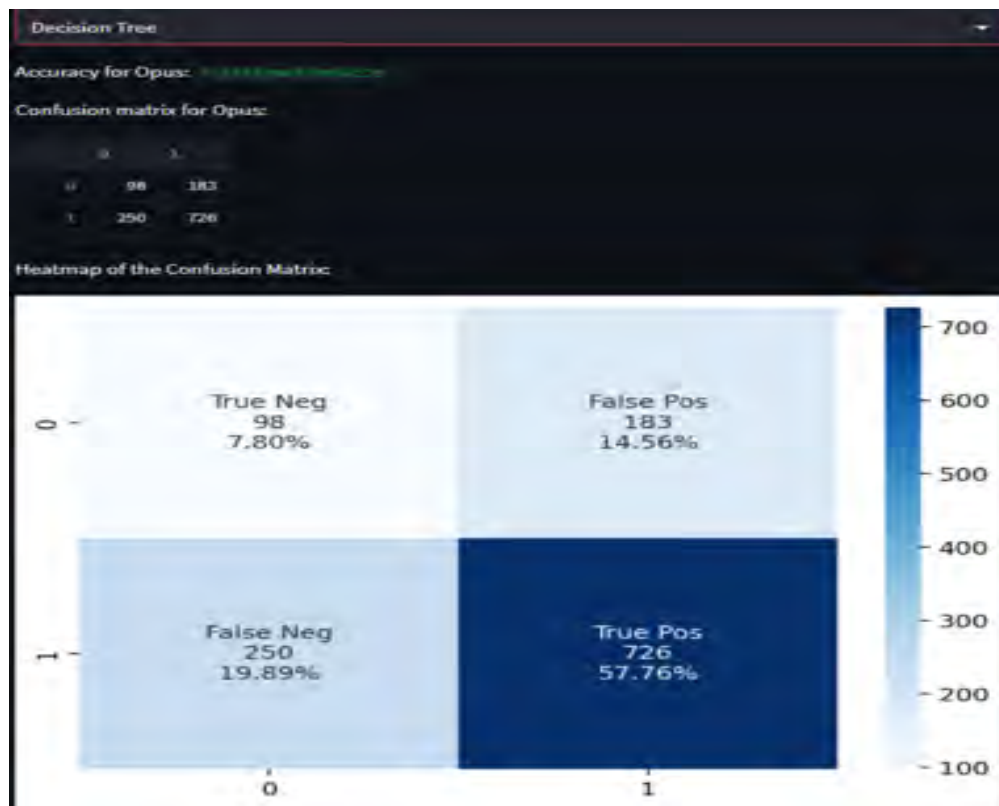 Decision Tree
Accuracy for Opus:
Confusion matrix for Opus:
0 1
0 98 183
1 250 726
Heatmap of the Confusion Matrix:
700
True Neg False Pos
600
0 98 183
7.80% 14.56%
500
400
300
False Neg True Pos
1 250 726
19.89% 57.76%
200
100
0 1